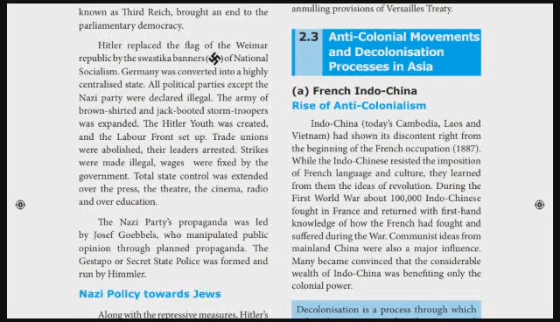 known as Third Reich, brought an end to the
parliamentary democracy.
Hitler replaced the flag of the Weimar
republic by the swastika banners(卐)of National
Socialism. Germany was converted into a highly
centralised state. All political parties except the
Nazi party were declared illegal. The army of
brown-shirted and jack-booted storm-troopers
was expanded. The Hitler Youth was created,
and the Labour Front set up. Trade unions
were abolished, their leaders arrested. Strikes
were made illegal, wages were fixed by the
government. Total state control was extended
over the press, the theatre, the cinema, radio
and over education.
The Nazi Party's propaganda was led
by Josef Goebbels, who manipulated public
opinion through planned propaganda. The
Gestapo or Secret State Police was formed and
run by Himmler.
Nazi Policy towards Jews
Along with the repressive measures, Hitler's
annulling provisions of Versailles Treaty.
2.3 Anti-Colonial Movements
and Decolonisation
Processes in Asia
(a) French Indo-China
Rise of Anti-Colonialism
Indo-China (today's Cambodia, Laos and
Vietnam) had shown its discontent right from
the beginning of the French occupation (1887).
While the Indo-Chinese resisted the imposition
of French language and culture, they learned
from them the ideas of revolution. During the
First World War about 100,000 Indo-Chinese
fought in France and returned with first-hand
knowledge of how the French had fought and
suffered during the War. Communist ideas from
mainland China were also a major influence.
Many became convinced that the considerable
wealth of Indo-China was benefiting only the
colonial power.
Decolonisation is a process through which